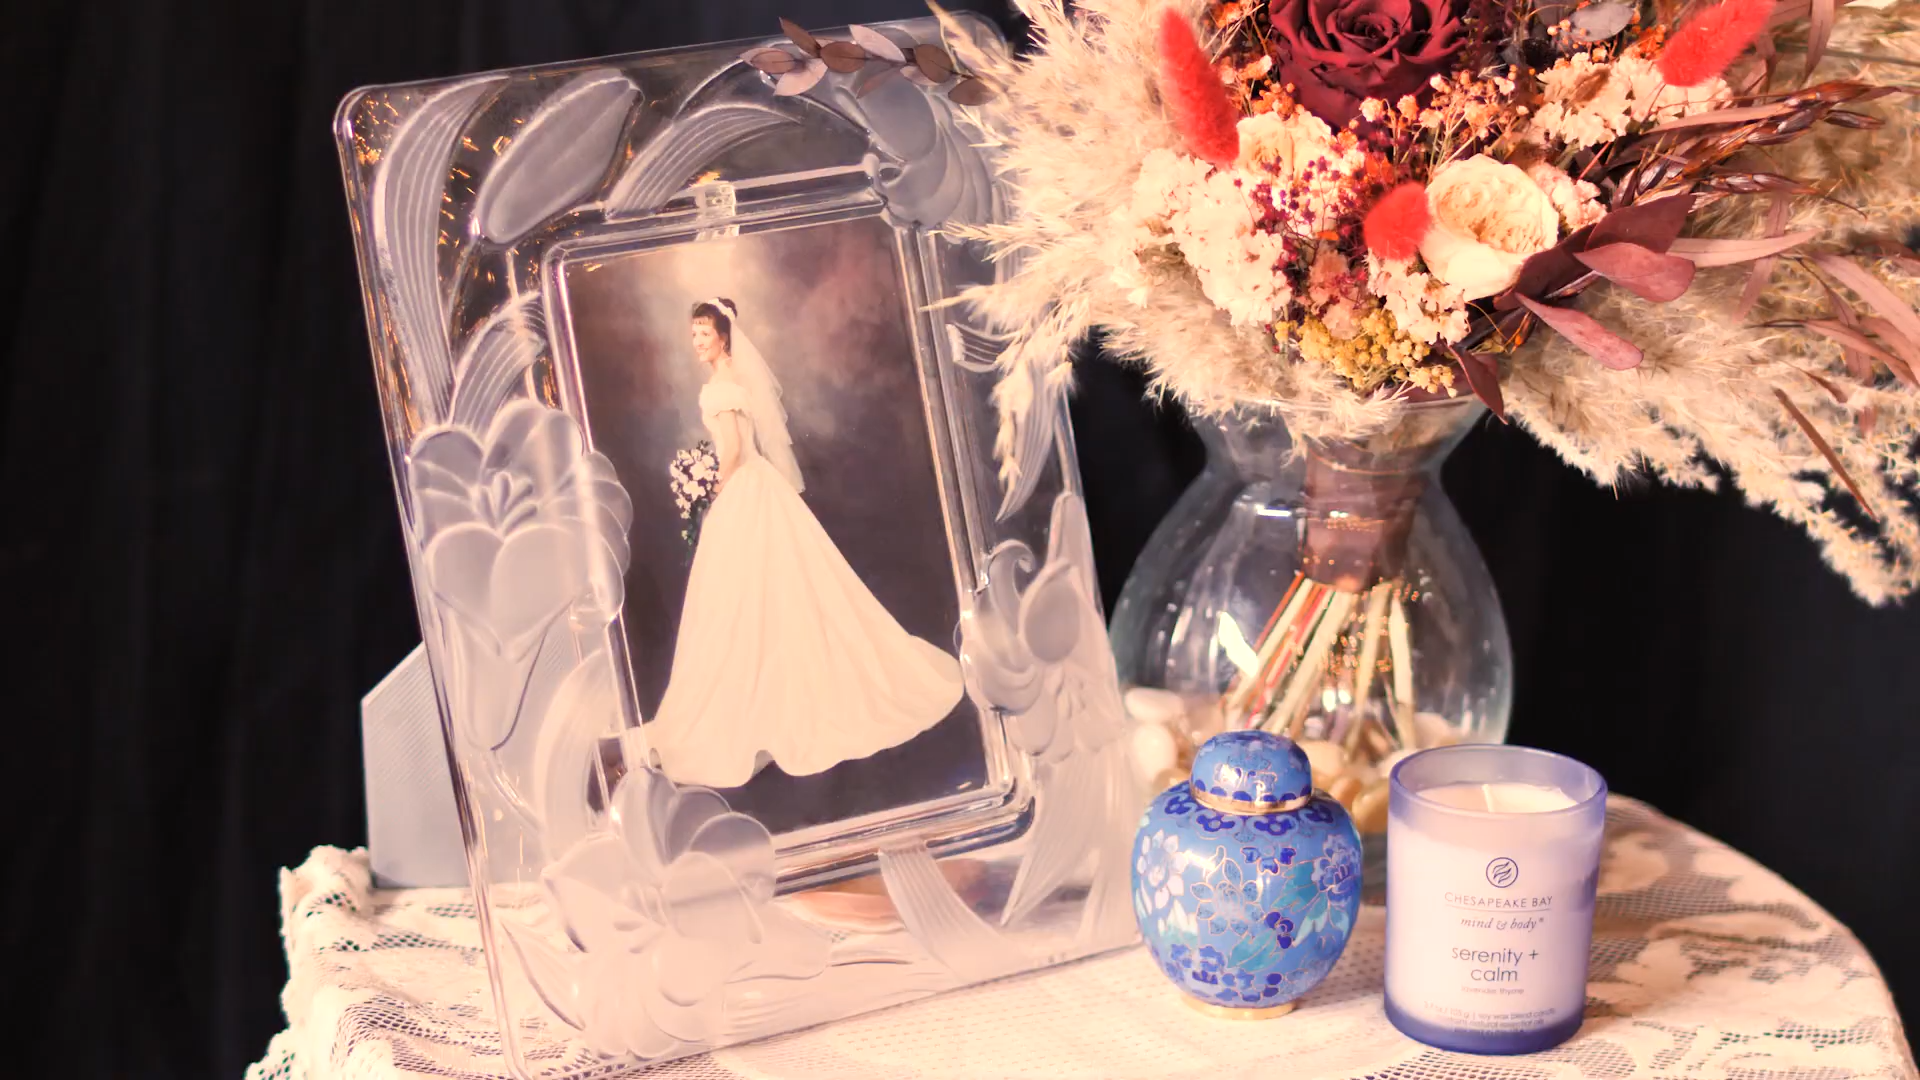 CHESAPEAKE BAY
mind & body®
serenity +
calm
lavender thyme